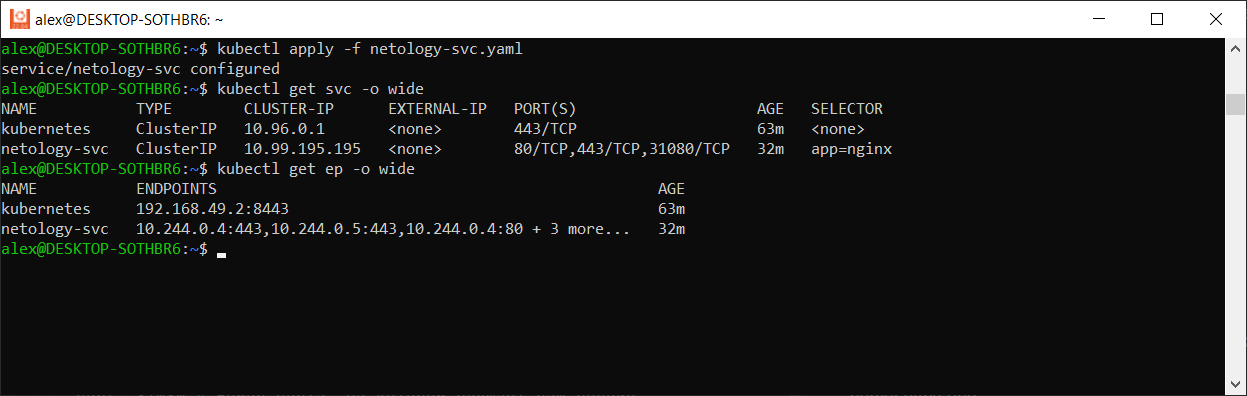 alex@DESKTOP-SOTHBR6: ~
alex@DESKTOP-SOTHBR6:~$ kubectl apply -f netology-svc.yaml
service/netology-svc configured
alex@DESKTOP-SOTHBR6:~$ kubectl get svc -o wide
NAME           TYPE        CLUSTER-IP      EXTERNAL-IP   PORT(S)                    AGE   SELECTOR
kubernetes     ClusterIP   10.96.0.1       <none>        443/TCP                    63m   <none>
netology-svc   ClusterIP   10.99.195.195   <none>        80/TCP,443/TCP,31080/TCP   32m   app=nginx
alex@DESKTOP-SOTHBR6:~$ kubectl get ep -o wide
NAME           ENDPOINTS                                                 AGE
kubernetes     192.168.49.2:8443                                         63m
netology-svc   10.244.0.4:443,10.244.0.5:443,10.244.0.4:80 + 3 more...   32m
alex@DESKTOP-SOTHBR6:~$